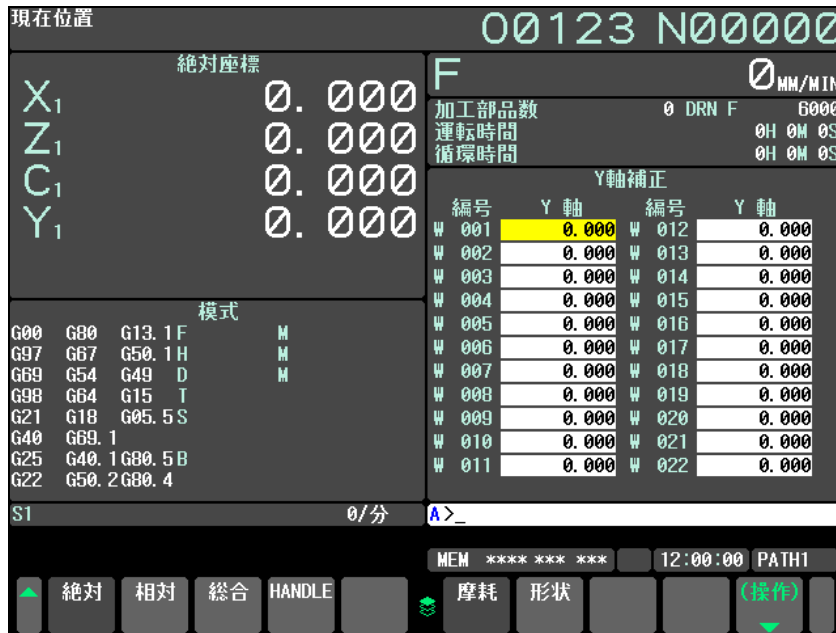 現在位置 O0123 N00000
絶対座標
X1 0.000
Z1 0.000
C1 0.000
Y1 0.000
F 0MM/MIN
加工部品数 0 DRN F 6000
運転時間 0H 0M 0S
循環時間 0H 0M 0S
Y軸補正
編号 Y 軸 編号 Y 軸
W 001 0.000 W 012 0.000
W 002 0.000 W 013 0.000
W 003 0.000 W 014 0.000
W 004 0.000 W 015 0.000
W 005 0.000 W 016 0.000
W 006 0.000 W 017 0.000
W 007 0.000 W 018 0.000
W 008 0.000 W 019 0.000
W 009 0.000 W 020 0.000
W 010 0.000 W 021 0.000
W 011 0.000 W 022 0.000
模式
G00 G80 G13.1 F M
G97 G67 G50.1 H M
G69 G54 G49 D M
G98 G64 G15 T
G21 G18 G05.5 S
G40 G69.1
G25 G40.1 G80.5 B
G22 G50.2 G80.4
S1 0/分
A>_
MEM **** *** *** 12:00:00 PATH1
絶対 相対 総合 HANDLE 摩耗 形状 (操作)